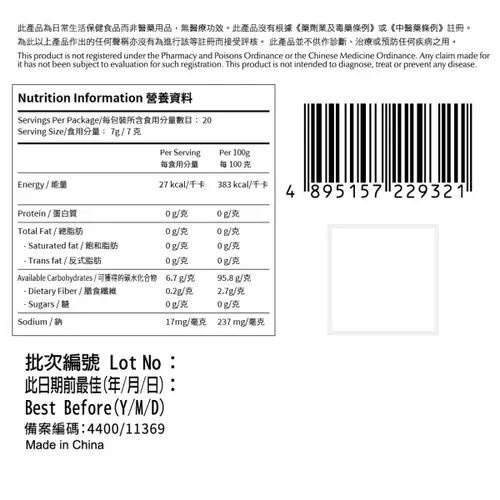 此產品為日常生活保健食品而非醫藥用品，無醫療功效。此產品沒有根據《藥劑業及毒藥條例》或《中醫藥條例》註冊。
為此以上產品作出的任何聲稱亦沒有為進行該等註冊而接受評核。 此產品並不供作診斷、治療或預防任何疾病之用。
This product is not registered under the Pharmacy and Poisons Ordinance or the Chinese Medicine Ordinance. Any claim made for
it has not been subject to evaluation for such registration. This product is not intended to diagnose, treat or prevent any disease.
Nutrition Information 營養資料
Servings Per Package/每包裝所含食用分量數目： 20
Serving Size/食用分量： 7g / 7 克
Per Serving Per 100g
每食用分量 每 100 克
Energy / 能量 27 kcal/千卡 383 kcal/千卡
Protein / 蛋白質 0 g/克 0 g/克
Total Fat / 總脂肪 0 g/克 0 g/克
- Saturated fat / 飽和脂肪 0 g/克 0 g/克
- Trans fat / 反式脂肪 0 g/克 0 g/克
Available Carbohydrates / 可獲得的碳水化合物 6.7 g/克 95.8 g/克
- Dietary Fiber / 膳食纖維 0.2g/克 2.7g/克
- Sugars / 糖 0 g/克 0 g/克
Sodium / 鈉 17mg/毫克 237 mg/毫克
4 895157 229321
批次編號 Lot No：
此日期前最佳(年/月/日)：
Best Before(Y/M/D)
備案編碼:4400/11369
Made in China